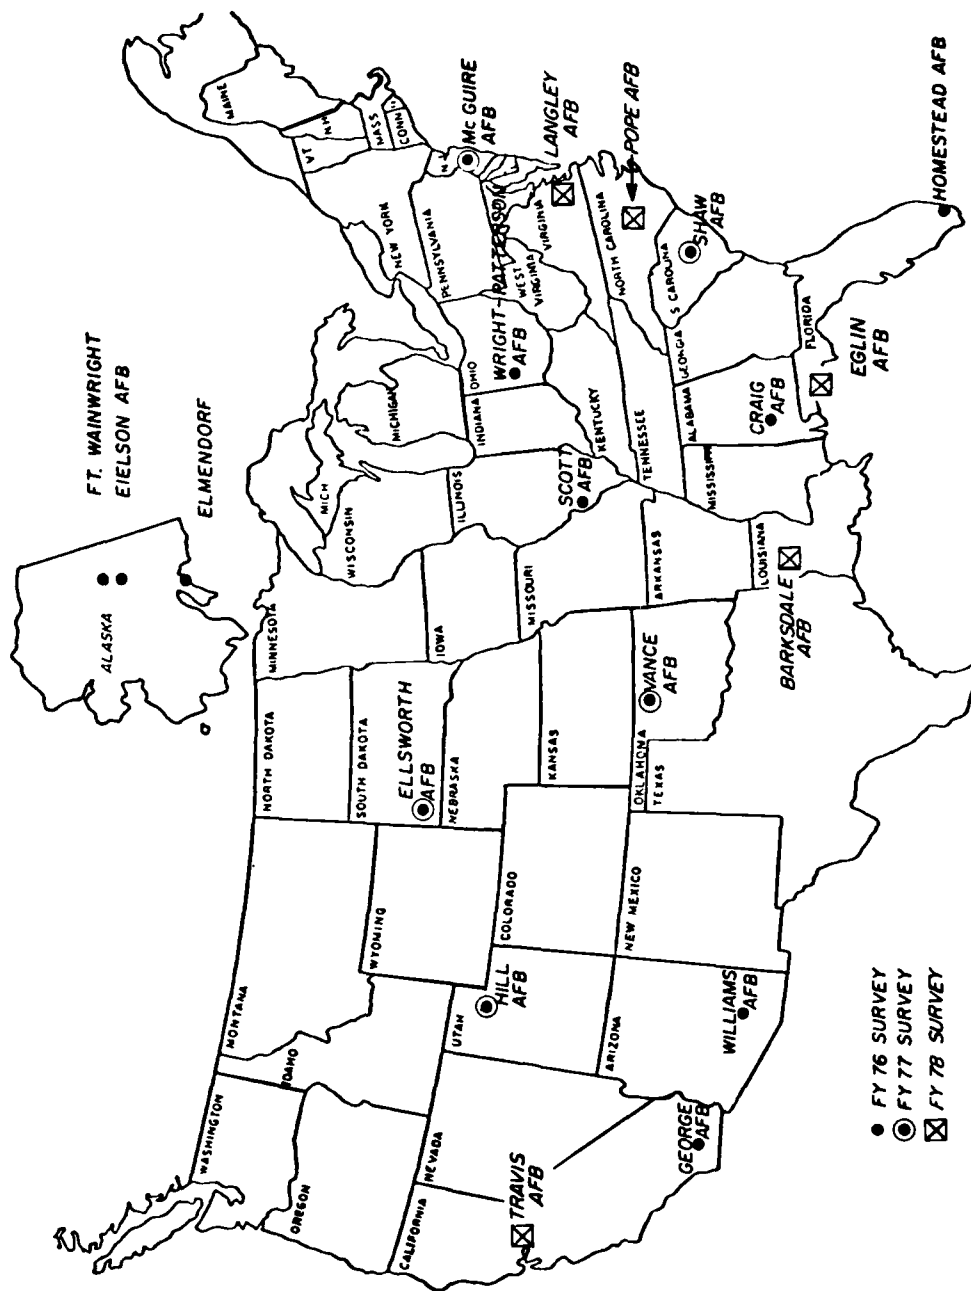 FT. WAINWRIGHT
EIELSON AFB
ELMENDORF
ALASKA
WASHINGTON
OREGON
CALIFORNIA
NEVADA
IDAHO
MONTANA
WYOMING
UTAH
COLORADO
ARIZONA
NEW MEXICO
NORTH DAKOTA
SOUTH DAKOTA
NEBRASKA
KANSAS
OKLAHOMA
TEXAS
MINNESOTA
IOWA
MISSOURI
ARKANSAS
LOUISIANA
WISCONSIN
MICH
MICHIGAN
ILLINOIS
INDIANA
OHIO
KENTUCKY
TENNESSEE
MISSISSIPPI
ALABAMA
GEORGIA
FLORIDA
S CAROLINA
NORTH CAROLINA
VIRGINIA
WEST
VIRGINIA
PENNSYLVANIA
NEW YORK
VT
NH
MAINE
MASS
CONN
TRAVIS
AFB
GEORGE
AFB
HILL
AFB
WILLIAMS
AFB
ELLSWORTH
AFB
VANCE
AFB
BARKSDALE
AFB
SCOTT
AFB
WRIGHT-PATTERSON
AFB
CRAIG
AFB
EGLIN
AFB
HOMESTEAD AFB
SHAW
AFB
POPE AFB
LANGLEY
AFB
Mc GUIRE
AFB
FY 76 SURVEY
FY 77 SURVEY
FY 78 SURVEY